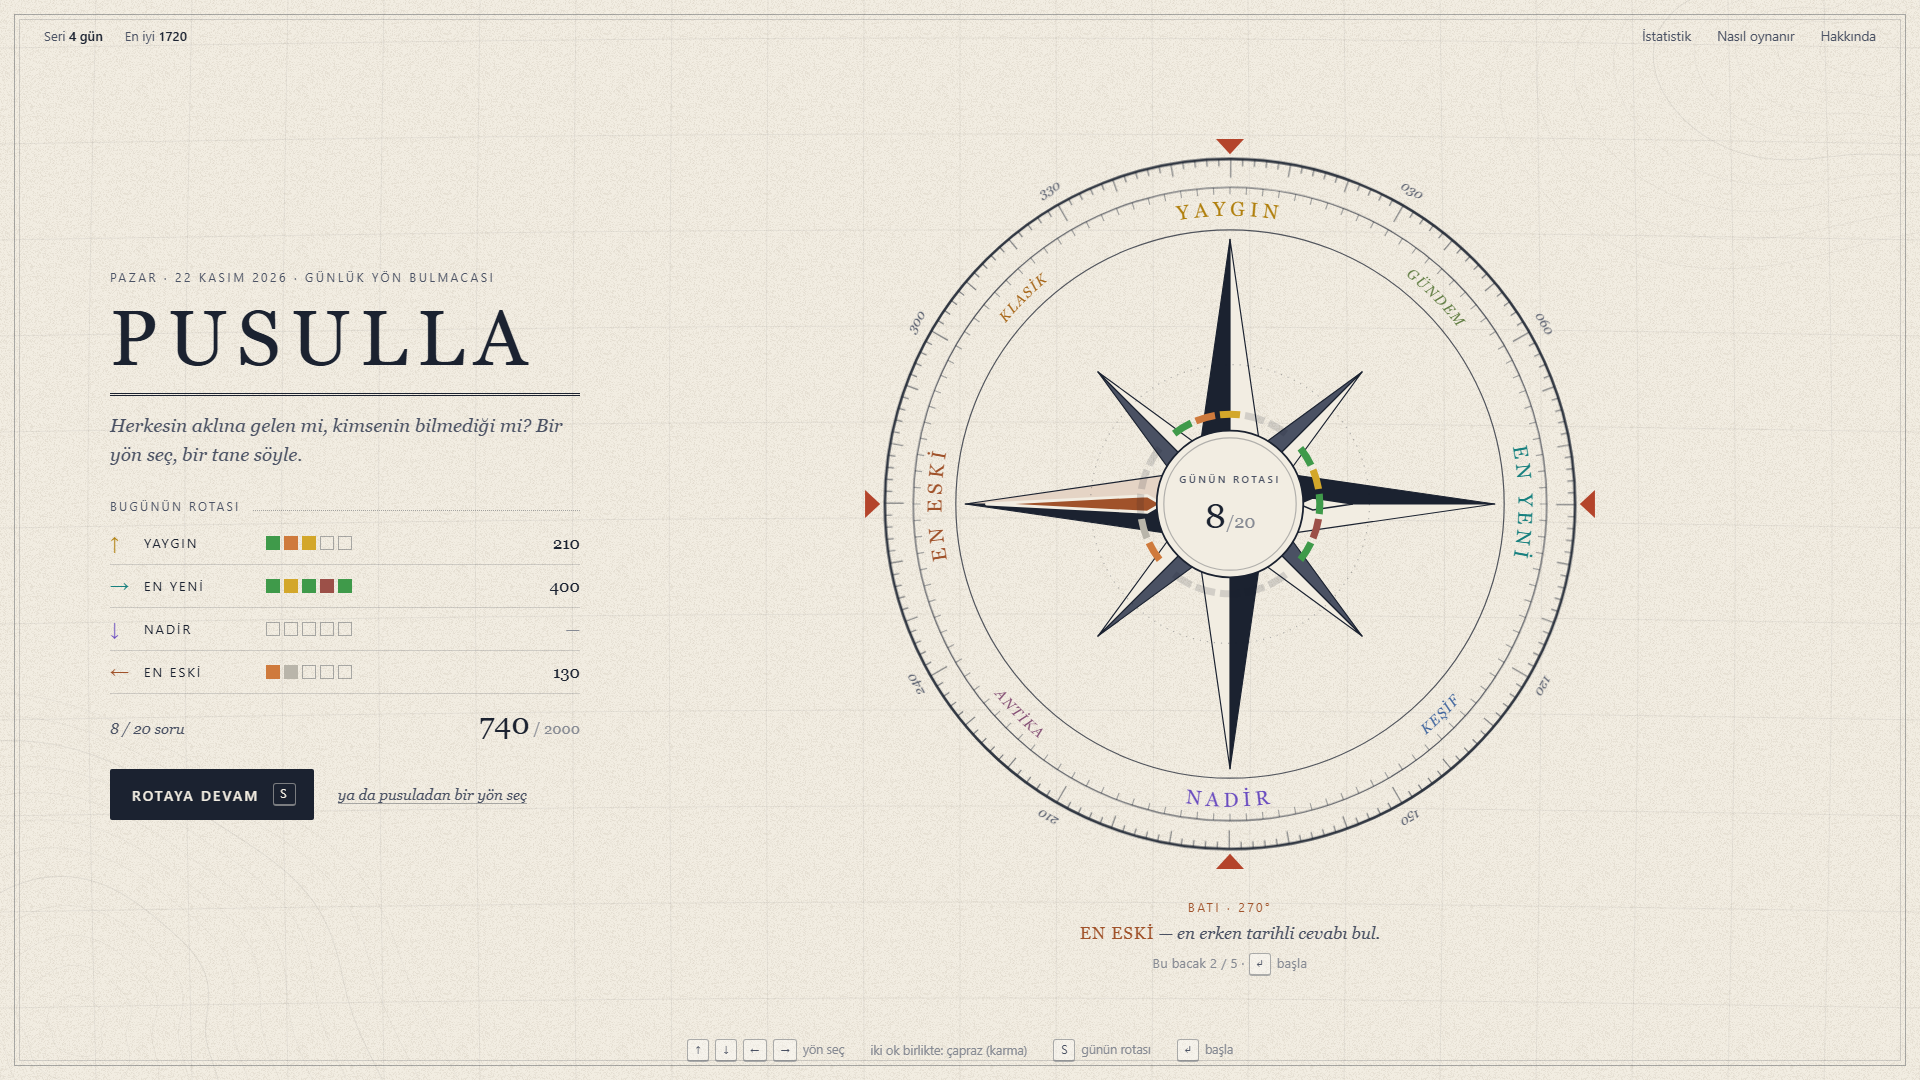 Seri 4 gün En iyi 1720
İstatistik Nasıl oynanır Hakkında
PAZAR · 22 KASIM 2026 · GÜNLÜK YÖN BULMACASI
PUSULLA
Herkesin aklına gelen mi, kimsenin bilmediği mi? Bir
yön seç, bir tane söyle.
BUGÜNÜN ROTASI
↑ YAYGIN 210
→ EN YENİ 400
↓ NADİR —
← EN ESKİ 130
8 / 20 soru 740 / 2000
ROTAYA DEVAM S
ya da pusuladan bir yön seç
330
030
YAYGIN
KLASİK
GÜNDEM
300
060
EN ESKİ
EN YENİ
GÜNÜN ROTASI
8/20
240
120
ANTİKA
KEŞİF
NADİR
210
150
BATI · 270°
EN ESKİ — en erken tarihli cevabı bul.
Bu bacak 2 / 5 · ↵ başla
↑ ↓ ← → yön seç iki ok birlikte: çapraz (karma) S günün rotası ↵ başla